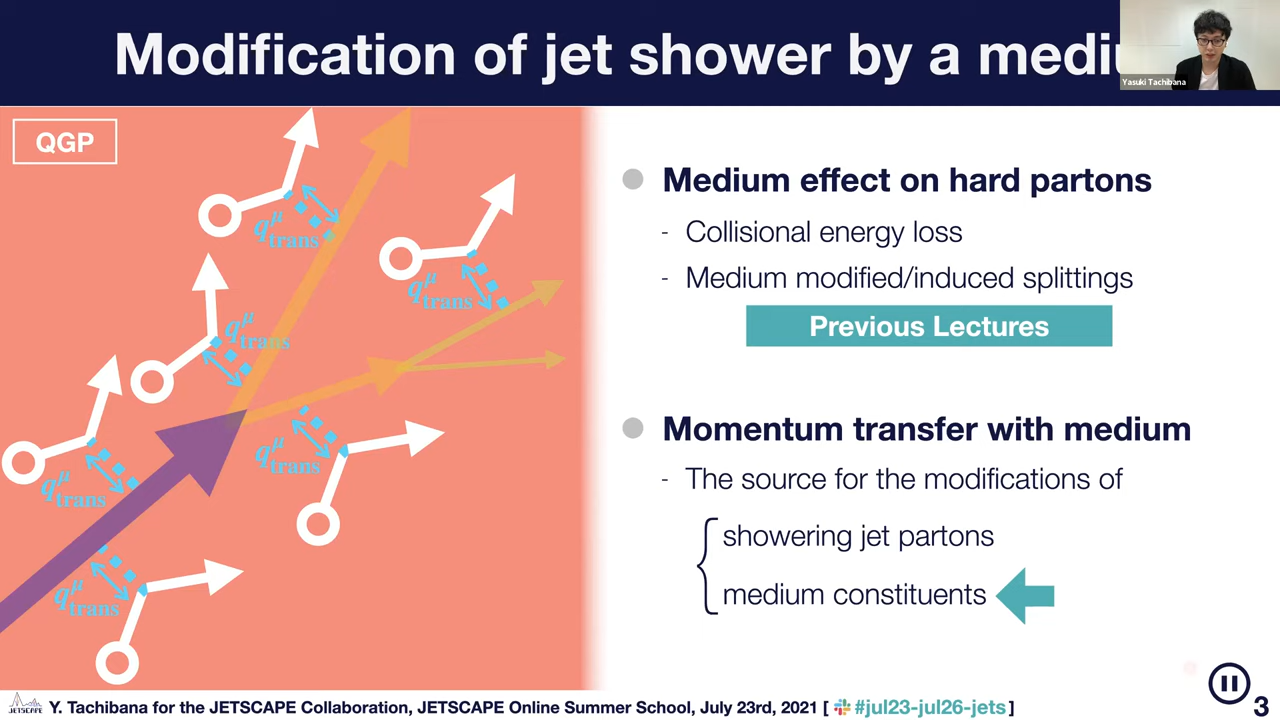 Modification of jet shower by a mediu
Yasuki Tachibana
QGP
q^μ_trans
q^μ_trans
q^μ_trans
q^μ_trans
q^μ_trans
q^μ_trans
Medium effect on hard partons
- Collisional energy loss
- Medium modified/induced splittings
Previous Lectures
Momentum transfer with medium
- The source for the modifications of
showering jet partons
medium constituents
JETSCAPE
Y. Tachibana for the JETSCAPE Collaboration, JETSCAPE Online Summer School, July 23rd, 2021 [ #jul23-jul26-jets ]
3